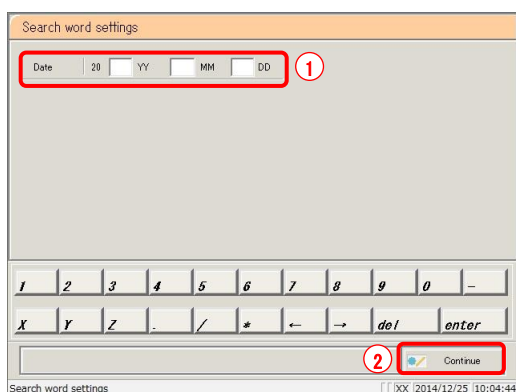 Search word settings
Date 20 YY MM DD ①
1 2 3 4 5 6 7 8 9 0 −
X Y Z . / * ← → del enter
② Continue
Search word settings XX 2014/12/25 10:04:44